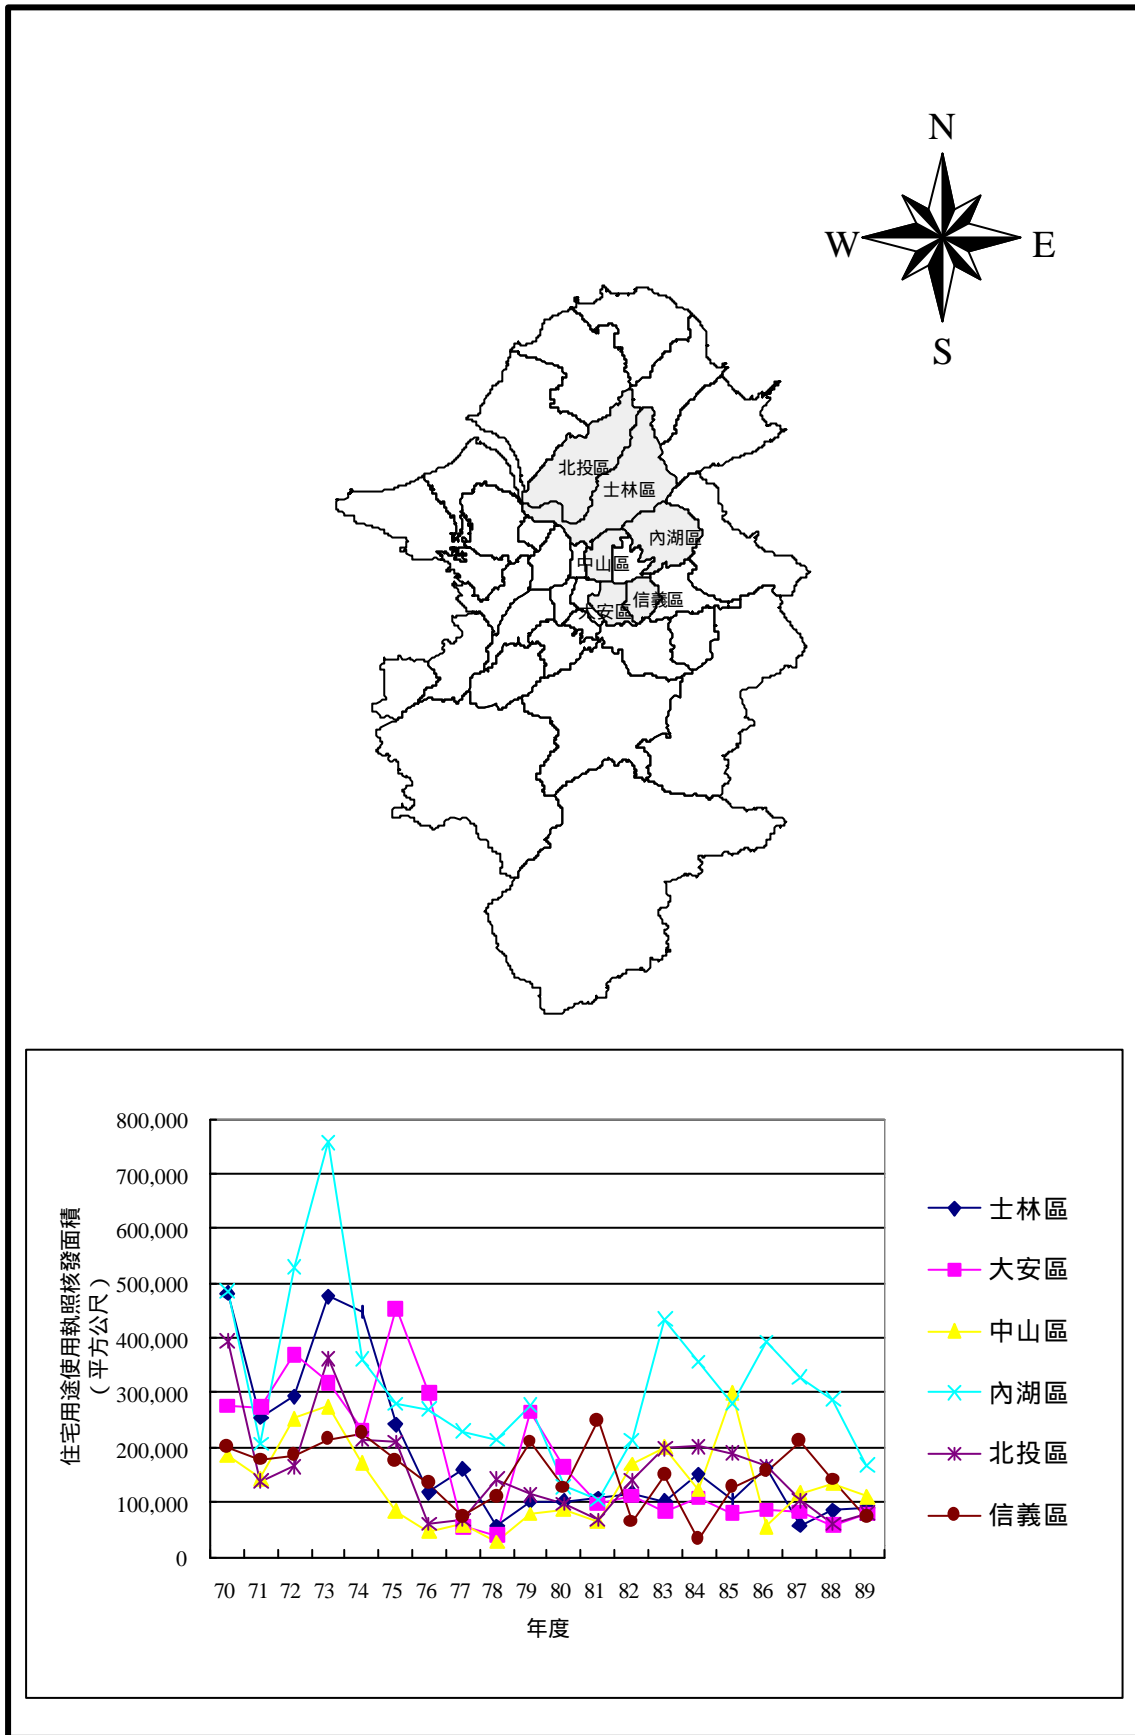 N
W
E
S
北投區
士林區
內湖區
中山區
信義區
大安區
800,000
700,000
600,000
500,000
400,000
300,000
200,000
100,000
0
住宅用途使用執照核發面積
(平方公尺)
70 71 72 73 74 75 76 77 78 79 80 81 82 83 84 85 86 87 88 89
年度
士林區
大安區
中山區
內湖區
北投區
信義區